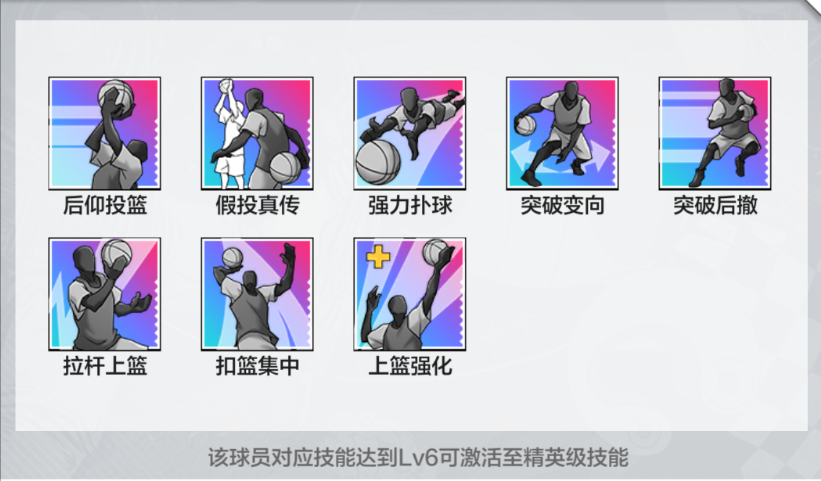 后仰投篮
假投真传
强力扑球
突破变向
突破后撤
拉杆上篮
扣篮集中
上篮强化
该球员对应技能达到Lv6可激活至精英级技能